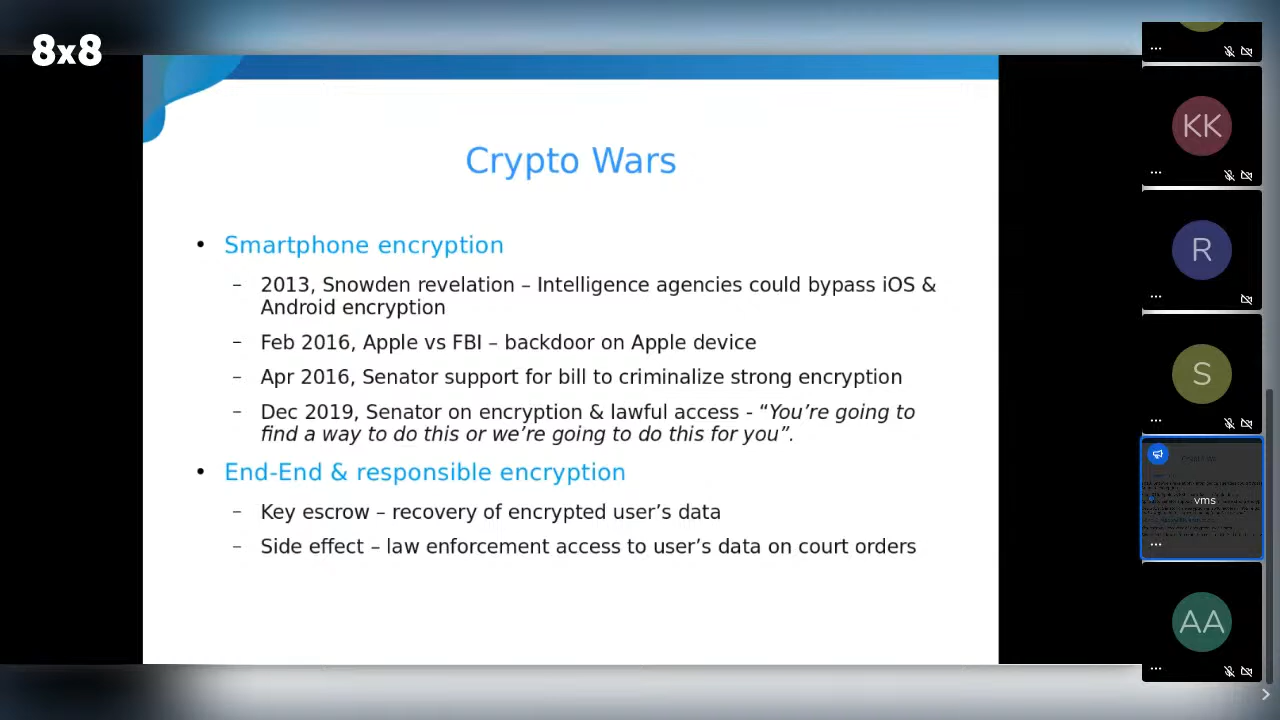 8x8
Crypto Wars
• Smartphone encryption
– 2013, Snowden revelation – Intelligence agencies could bypass iOS &
Android encryption
– Feb 2016, Apple vs FBI – backdoor on Apple device
– Apr 2016, Senator support for bill to criminalize strong encryption
– Dec 2019, Senator on encryption & lawful access - “You’re going to
find a way to do this or we’re going to do this for you”.
• End-End & responsible encryption
– Key escrow – recovery of encrypted user’s data
– Side effect – law enforcement access to user’s data on court orders
KK
R
S
vms
AA